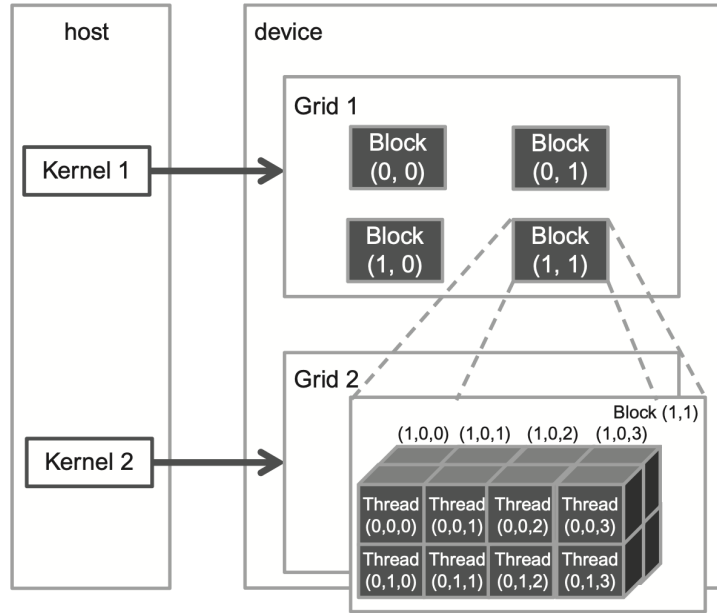 host
device
Grid 1
Block
(0, 0)
Block
(0, 1)
Kernel 1
Block
(1, 0)
Block
(1, 1)
Grid 2
Block (1,1)
(1,0,0) (1,0,1) (1,0,2) (1,0,3)
Kernel 2
Thread
(0,0,0)
Thread
(0,0,1)
Thread
(0,0,2)
Thread
(0,0,3)
Thread
(0,1,0)
Thread
(0,1,1)
Thread
(0,1,2)
Thread
(0,1,3)